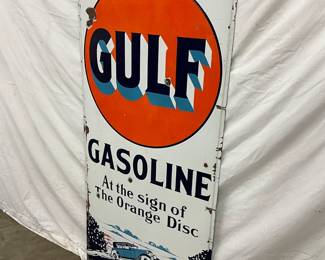 GULF
GASOLINE
At the sign of
The Orange Disc